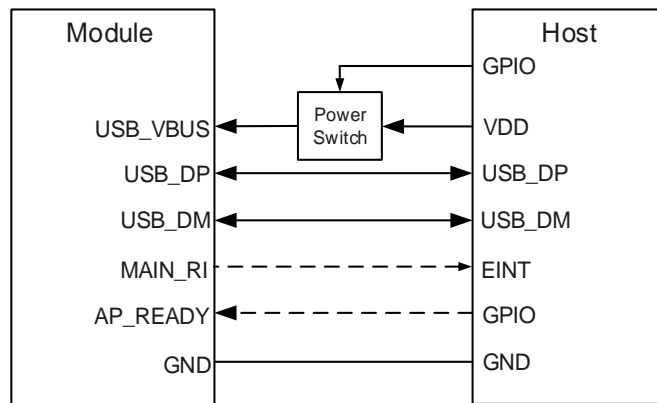 Module
Host
GPIO
Power
Switch
USB_VBUS
VDD
USB_DP
USB_DP
USB_DM
USB_DM
MAIN_RI
EINT
AP_READY
GPIO
GND
GND